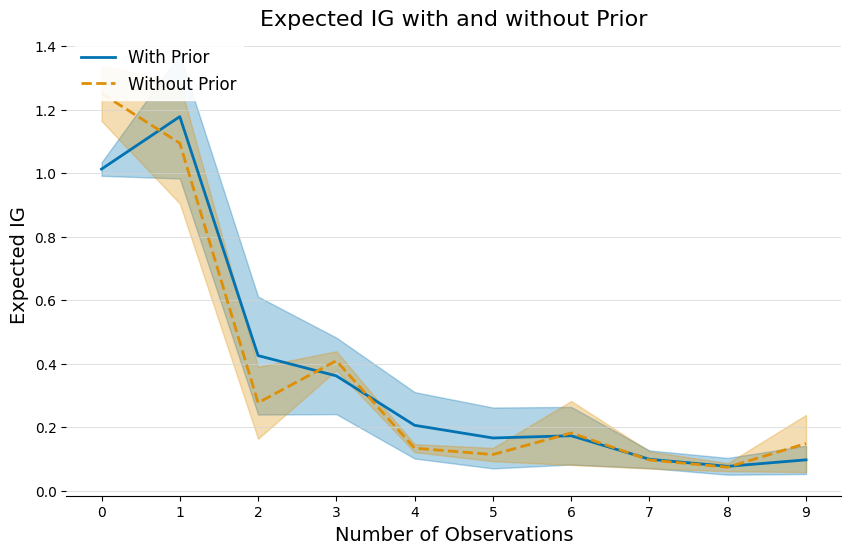 Expected IG with and without Prior
With Prior
Without Prior
Expected IG
1.4
1.2
1.0
0.8
0.6
0.4
0.2
0.0
0 1 2 3 4 5 6 7 8 9
Number of Observations